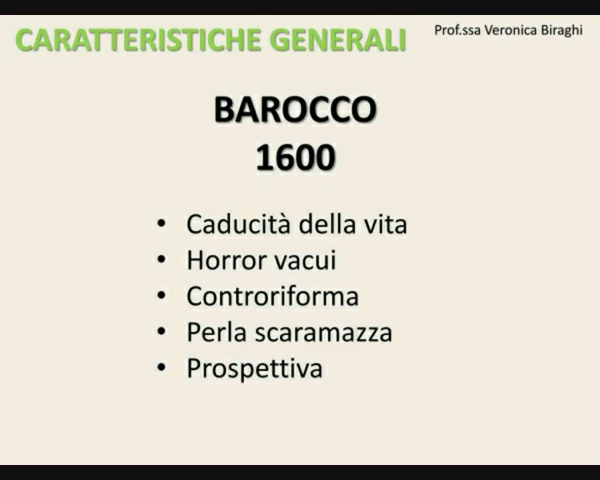 CARATTERISTICHE GENERALI
Prof.ssa Veronica Biraghi
BAROCCO
1600
• Caducità della vita
• Horror vacui
• Controriforma
• Perla scaramazza
• Prospettiva